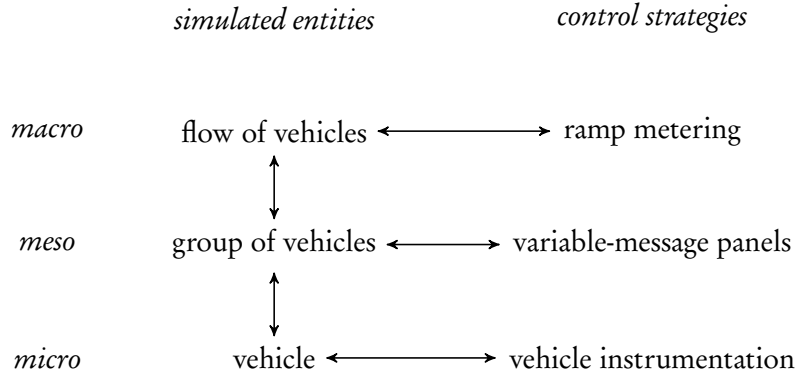 simulated entities control strategies
macro flow of vehicles ramp metering
meso group of vehicles variable-message panels
micro vehicle vehicle instrumentation